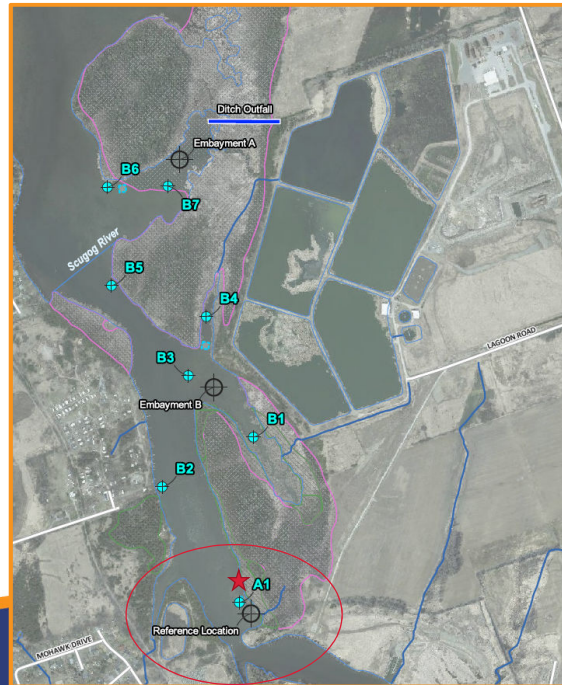 Ditch Outfall
Embayment A
B6
B7
Scugog River
B5
B4
LAGOON ROAD
B3
Embayment B
B1
B2
A1
Reference Location
MOHAWK DRIVE